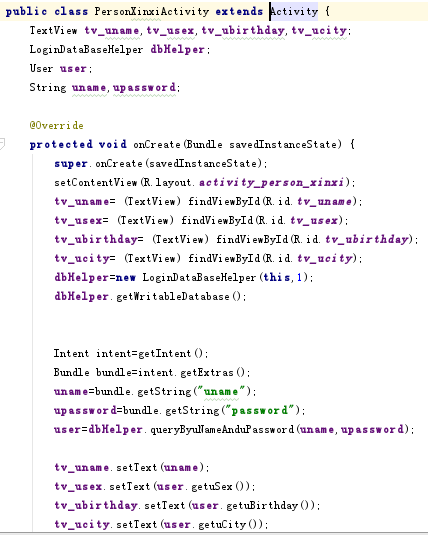 public class PersonXinxiActivity extends Activity {
TextView tv_uname,tv_usex,tv_ubirthday,tv_ucity;
LoginDataBaseHelper dbHelper;
User user;
String uname,upassword;
@Override
protected void onCreate(Bundle savedInstanceState) {
super.onCreate(savedInstanceState);
setContentView(R.layout.activity_person_xinxi);
tv_uname= (TextView) findViewById(R.id.tv_uname);
tv_usex= (TextView) findViewById(R.id.tv_usex);
tv_ubirthday= (TextView) findViewById(R.id.tv_ubirthday);
tv_ucity= (TextView) findViewById(R.id.tv_ucity);
dbHelper=new LoginDataBaseHelper(this,1);
dbHelper.getWritableDatabase();
Intent intent=getIntent();
Bundle bundle=intent.getExtras();
uname=bundle.getString("uname");
upassword=bundle.getString("password");
user=dbHelper.queryByuNameAnduPassword(uname,upassword);
tv_uname.setText(uname);
tv_usex.setText(user.getuSex());
tv_ubirthday.setText(user.getuBirthday());
tv_ucity.setText(user.getuCity());